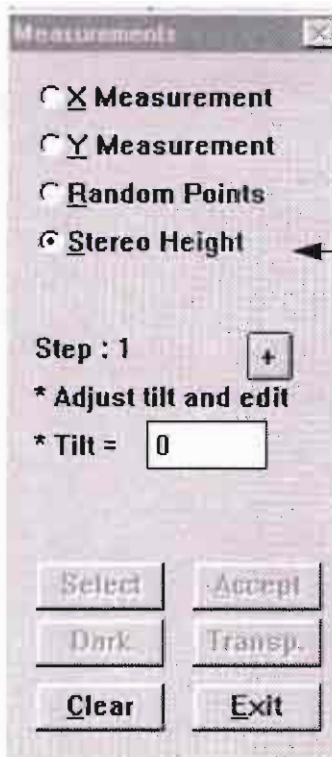 Measurements
X Measurement
Y Measurement
Random Points
Stereo Height
Step : 1 +
* Adjust tilt and edit
* Tilt = 0
Select Accept
Dark Transp.
Clear Exit